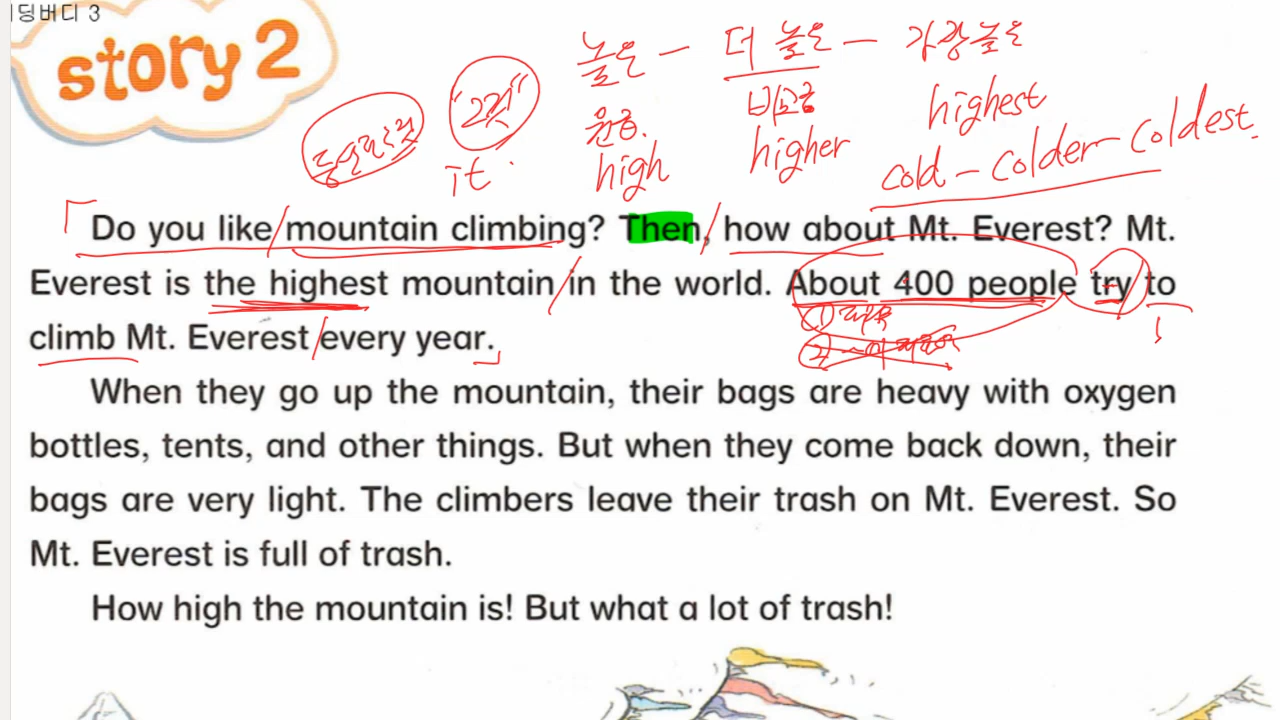 딩버디 3
story 2
높은 — 더 높은 — 가장 높은
"그것"
원급.
비교급
highest
it
high
higher
cold - colder - coldest.
Do you like/mountain climbing? Then,/ how about Mt. Everest? Mt.
Everest is the highest mountain/in the world. About 400 people try/to
climb Mt. Everest/every year.
① 대략
When they go up the mountain, their bags are heavy with oxygen
bottles, tents, and other things. But when they come back down, their
bags are very light. The climbers leave their trash on Mt. Everest. So
Mt. Everest is full of trash.
How high the mountain is! But what a lot of trash!